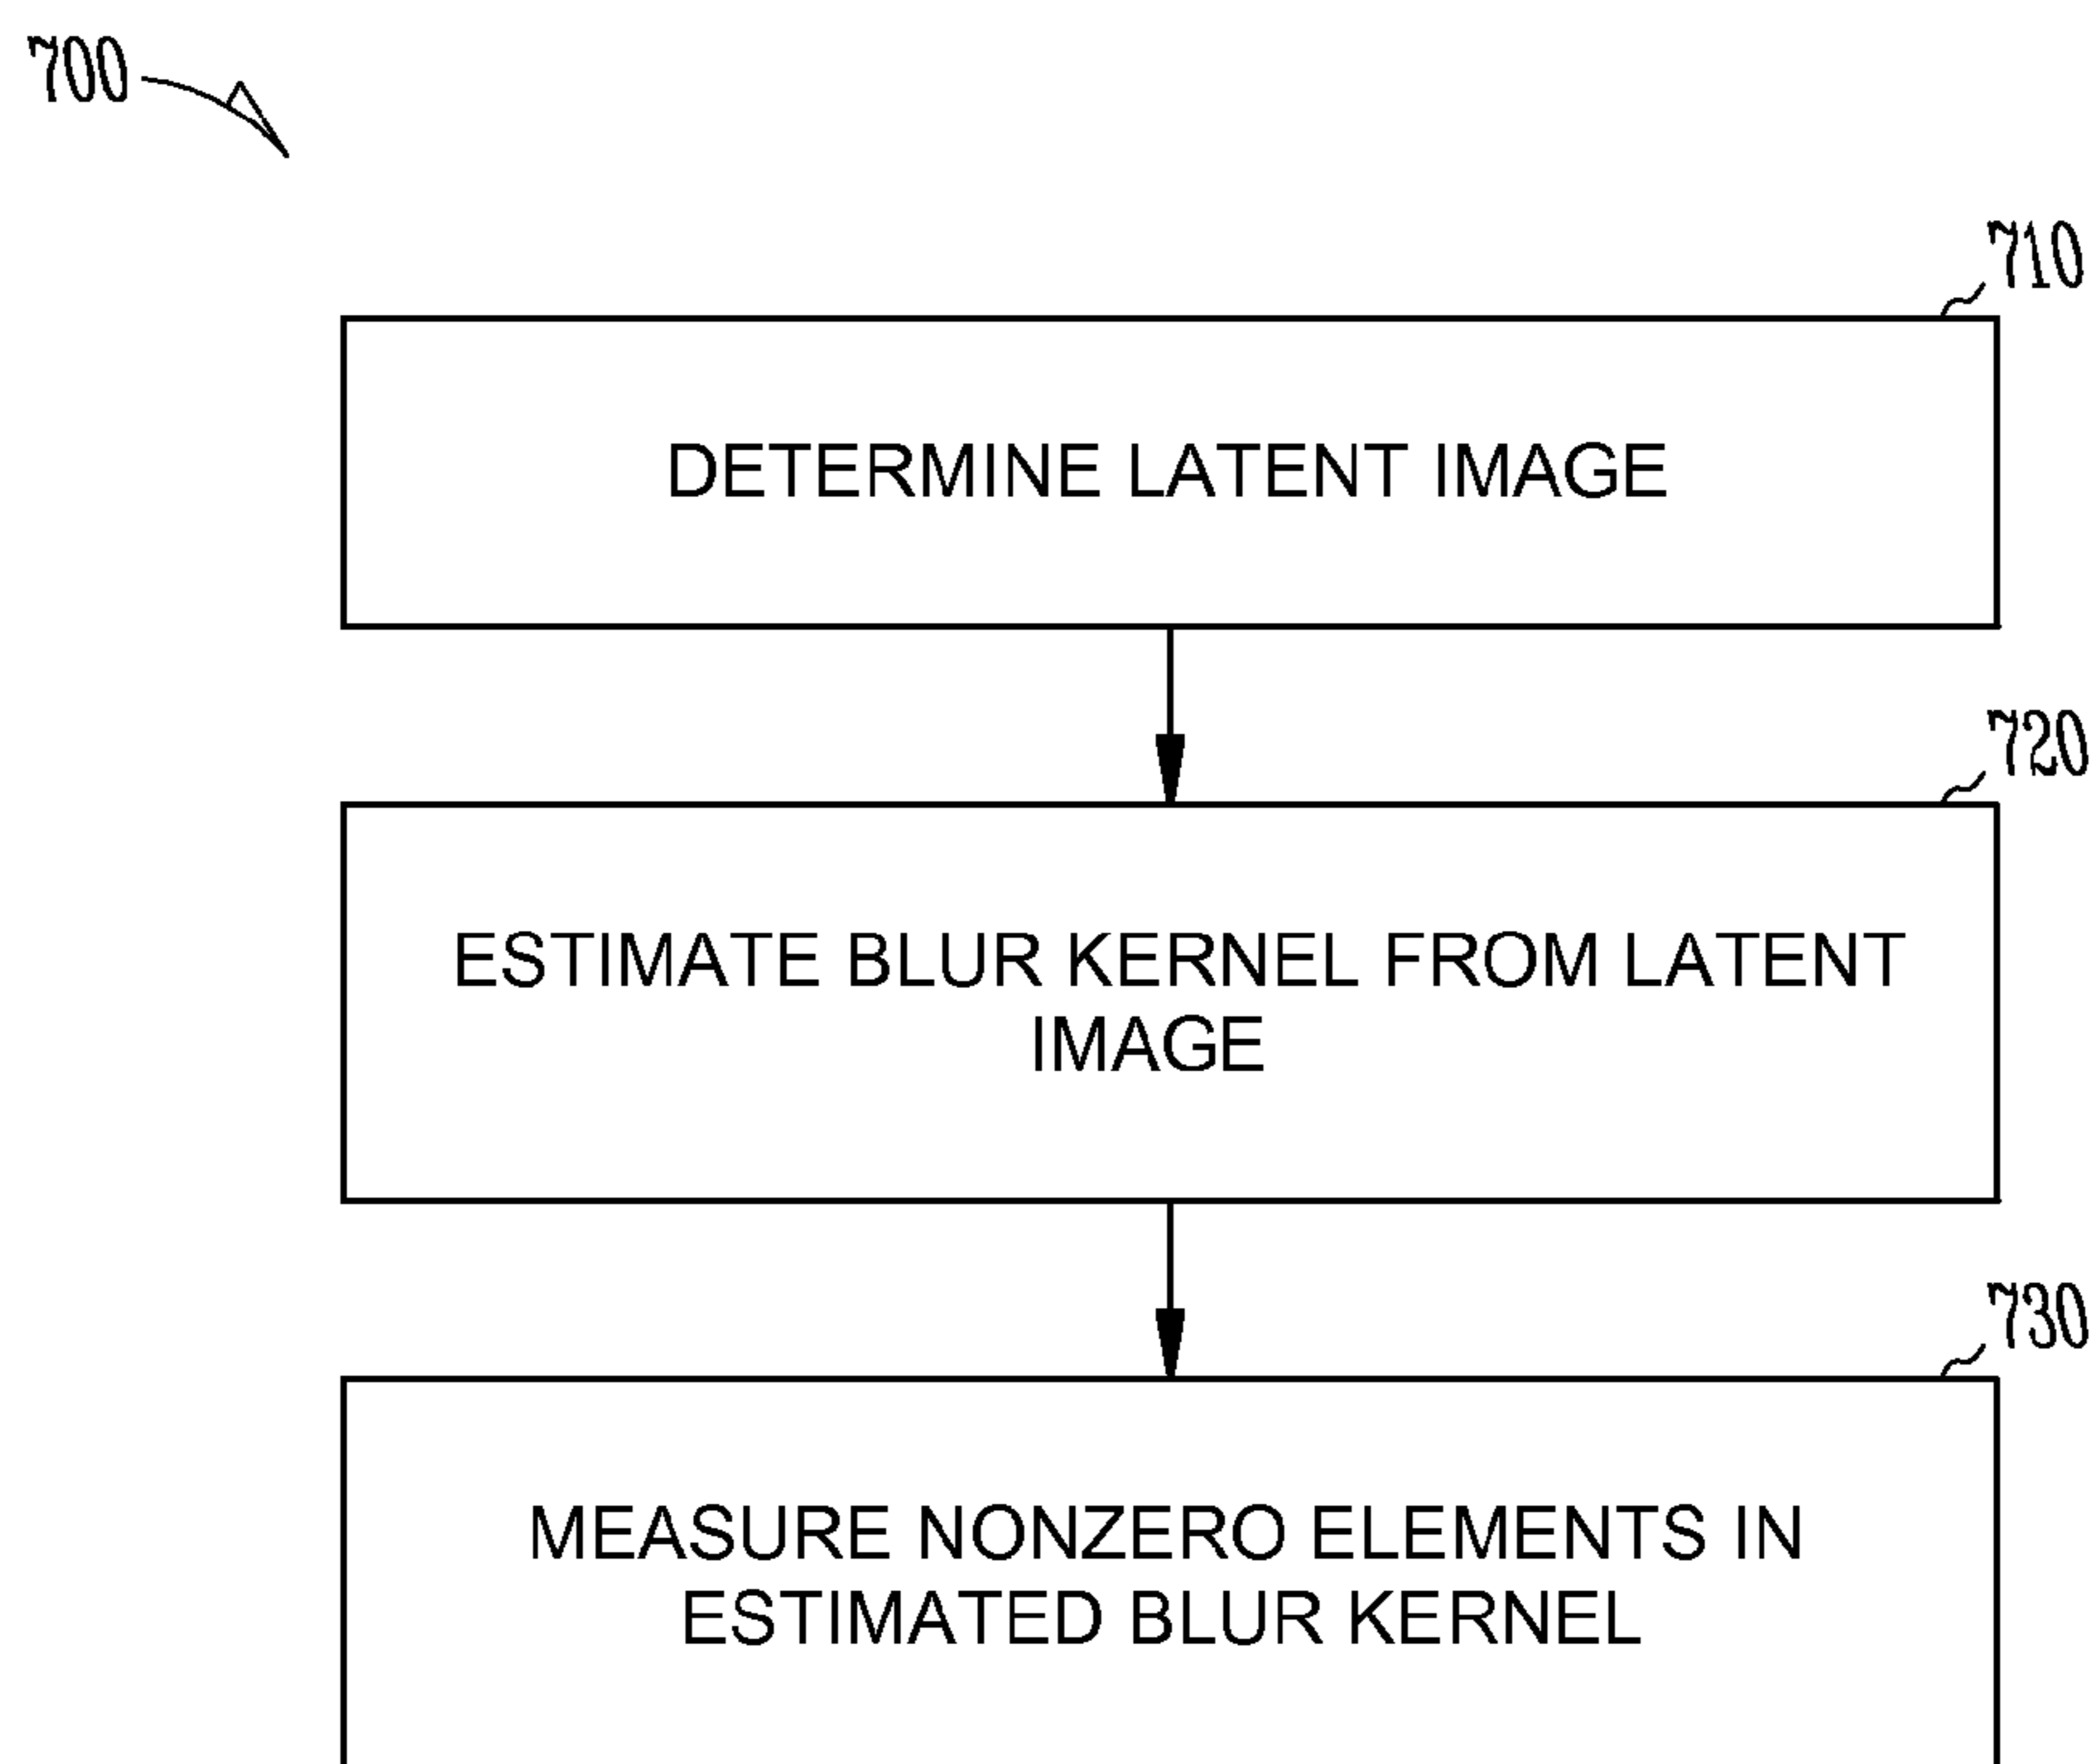 700
710
DETERMINE LATENT IMAGE
720
ESTIMATE BLUR KERNEL FROM LATENT
IMAGE
730
MEASURE NONZERO ELEMENTS IN
ESTIMATED BLUR KERNEL